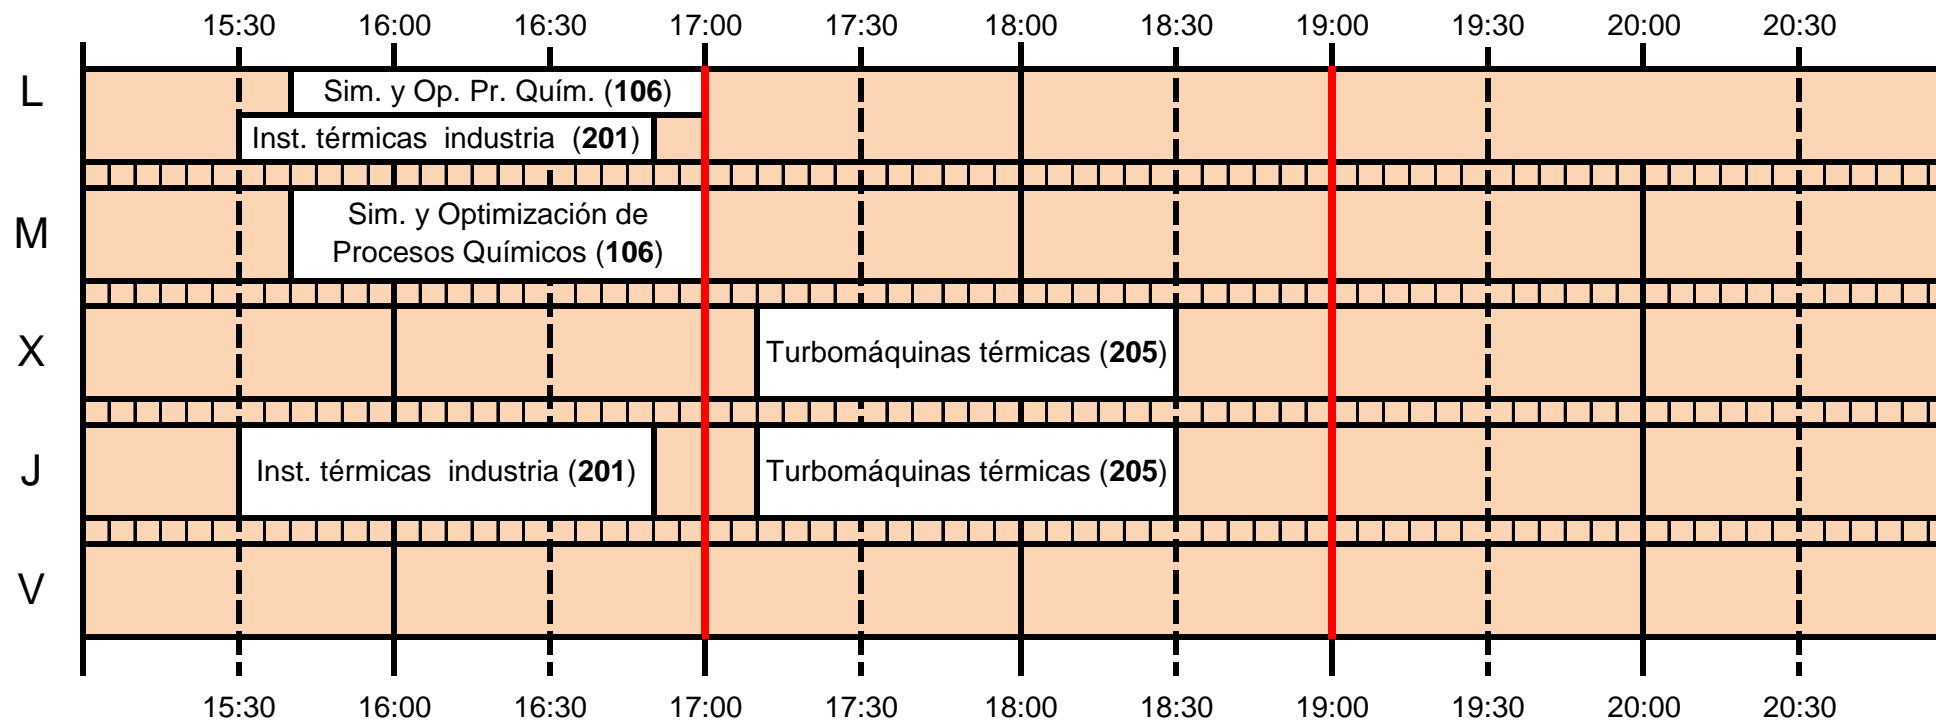 15:30 16:00 16:30 17:00 17:30 18:00 18:30 19:00 19:30 20:00 20:30
L
Sim. y Op. Pr. Quím. (106)
Inst. térmicas industria (201)
M
Sim. y Optimización de
Procesos Químicos (106)
X
Turbomáquinas térmicas (205)
J
Inst. térmicas industria (201)
Turbomáquinas térmicas (205)
V
15:30 16:00 16:30 17:00 17:30 18:00 18:30 19:00 19:30 20:00 20:30